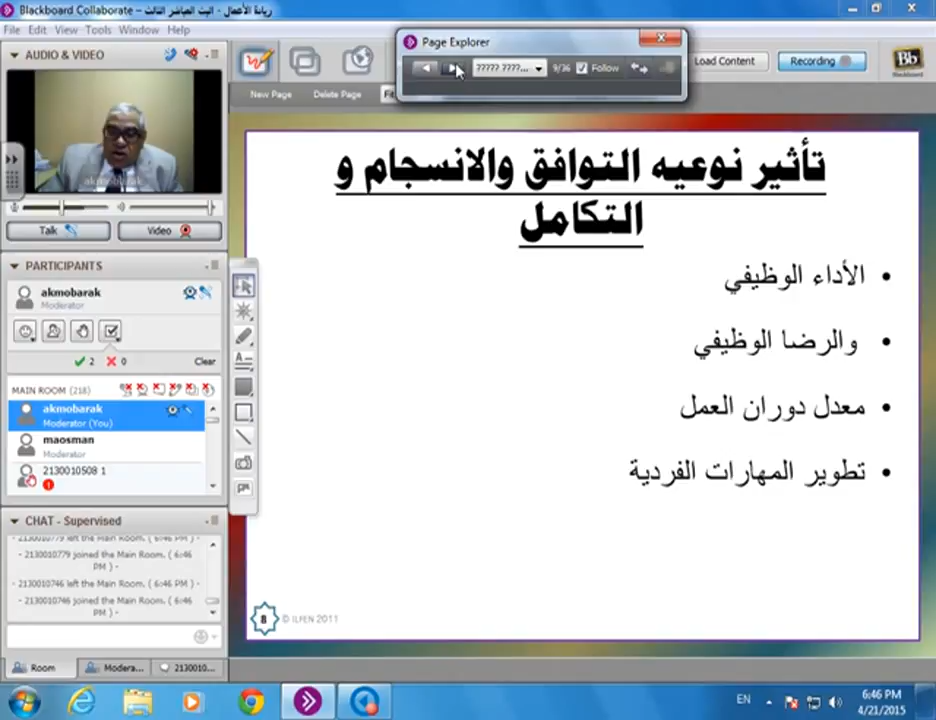 Blackboard Collaborate – ريادة الأعمال - البث المباشر الثالث
File Edit View Tools Window Help
AUDIO & VIDEO
akmobarak
Talk
Video
PARTICIPANTS
akmobarak
Moderator
2
0
Clear
MAIN ROOM (218)
akmobarak
Moderator (You)
maosman
Moderator
2130010508 1
1
CHAT - Supervised
- 2130010779 left the Main Room. ( 6:46 PM ) -
- 2130010779 joined the Main Room. ( 6:46
PM ) -
- 2130010746 left the Main Room. ( 6:46 PM ) -
- 2130010746 joined the Main Room. ( 6:46
PM ) -
Room
Modera...
2130010...
Page Explorer
????? ????...
9/36
Follow
New Page
Delete Page
Load Content
Recording
Bb
Blackboard
تأثير نوعيه التوافق والانسجام و
التكامل
• الأداء الوظيفي
• والرضا الوظيفي
• معدل دوران العمل
• تطوير المهارات الفردية
8
© ILFEN 2011
EN
6:46 PM
4/21/2015